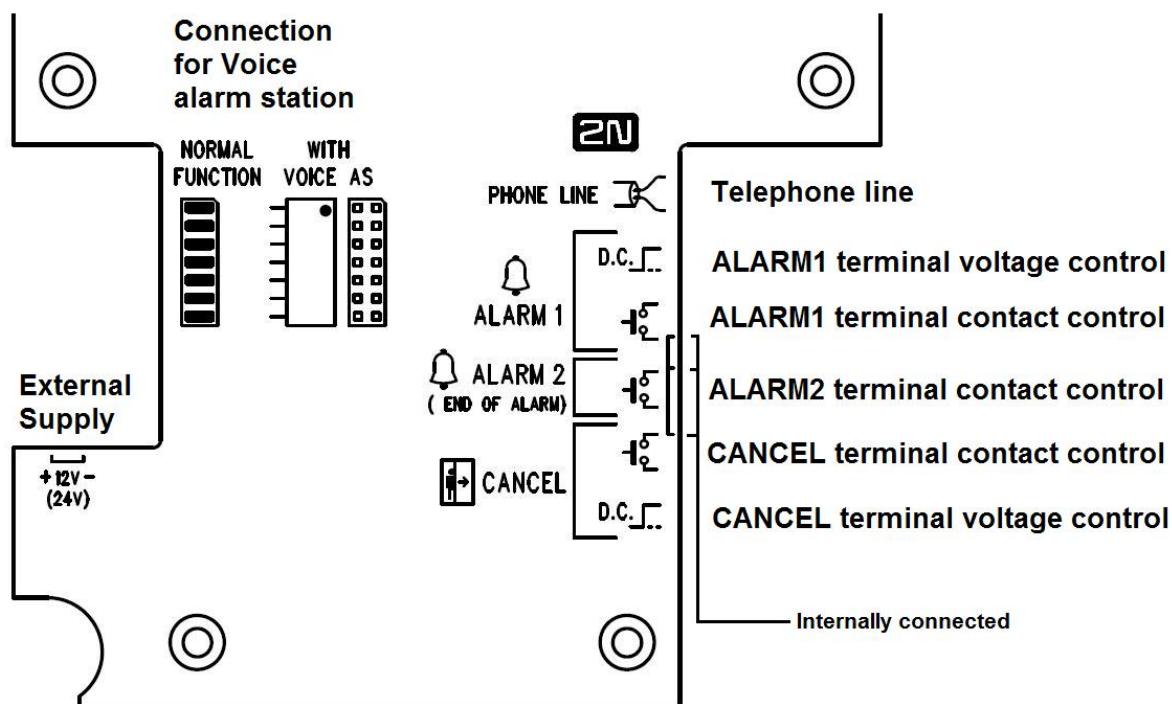 Connection
for Voice
alarm station
NORMAL
FUNCTION
WITH
VOICE AS
2N
PHONE LINE
Telephone line
D.C.
ALARM1 terminal voltage control
ALARM 1
ALARM1 terminal contact control
External
Supply
ALARM 2
( END OF ALARM)
ALARM2 terminal contact control
+ 12V -
(24V)
CANCEL
CANCEL terminal contact control
D.C.
CANCEL terminal voltage control
Internally connected